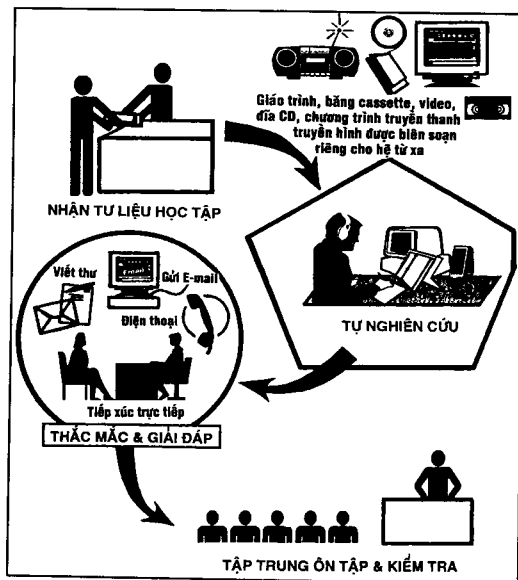 Giáo trình, băng cassette, video,
đĩa CD, chương trình truyền thanh
truyền hình được biên soạn
riêng cho hệ từ xa
NHẬN TƯ LIỆU HỌC TẬP
TỰ NGHIÊN CỨU
Viết thư
Gửi E-mail
Điện thoại
Tiếp xúc trực tiếp
THẮC MẮC & GIẢI ĐÁP
TẬP TRUNG ÔN TẬP & KIỂM TRA